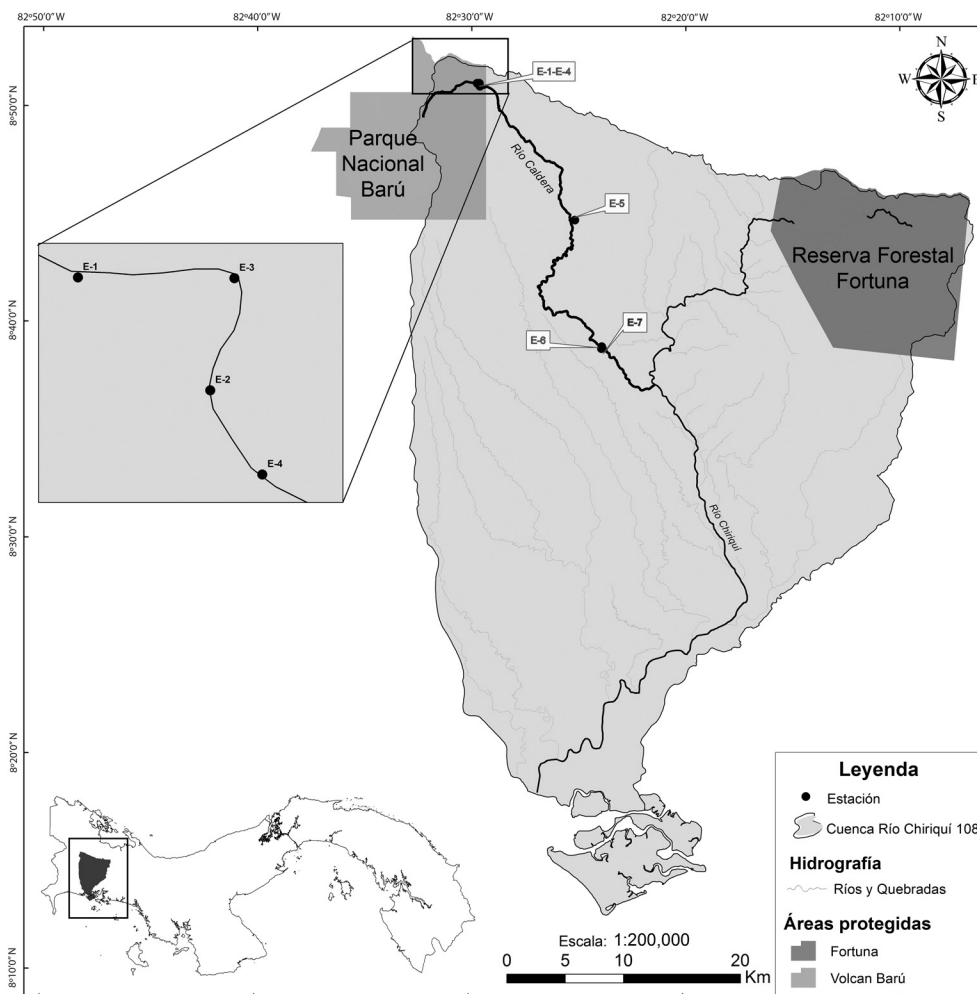 82°50'0"W
82°40'0"W
82°30'0"W
82°20'0"W
82°10'0"W
N
W
E
S
8°50'0"N
8°40'0"N
8°30'0"N
8°20'0"N
8°10'0"N
E-1-E-4
Parque
Nacional
Barú
Río Caldera
E-5
Reserva Forestal
Fortuna
E-1
E-3
E-2
E-4
E-7
E-6
Río Chiriquí
Leyenda
Estación
Cuenca Río Chiriquí 108
Hidrografía
Ríos y Quebradas
Áreas protegidas
Fortuna
Volcan Barú
Escala: 1:200,000
0 5 10 20
Km